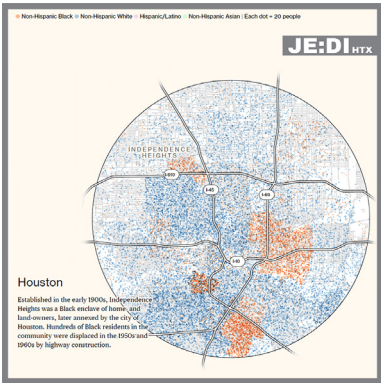 Non-Hispanic Black Non-Hispanic White Hispanic/Latino Non-Hispanic Asian | Each dot = 20 people
JE:DI HTX
INDEPENDENCE
HEIGHTS
I-610
I-45
I-69
I-10
Houston
Established in the early 1900s, Independence
Heights was a Black enclave of home- and
land-owners, later annexed by the city of
Houston. Hundreds of Black residents in the
community were displaced in the 1950s and
1960s by highway construction.